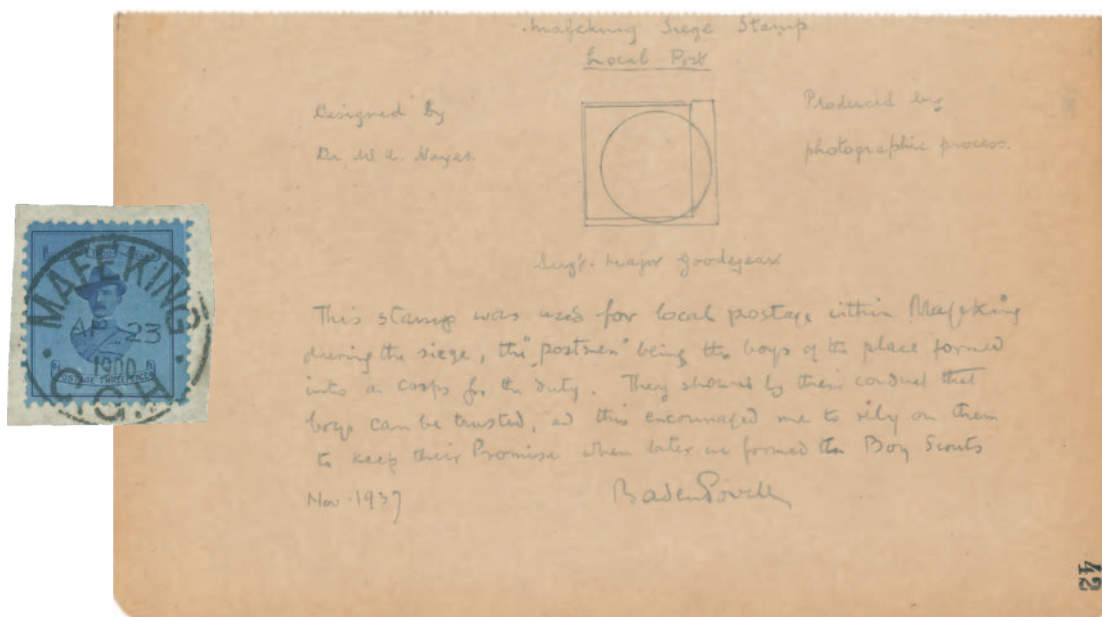 Mafeking Siege Stamp
Local Post
Designed by
Dr. W. A. Hayes.
Produced by
photographic process.
Sergt. Major Goodyear
This stamp was used for local postage within Mafeking
during the siege, the "postmen" being the boys of the place formed
into a corps for the duty. They showed by their conduct that
boys can be trusted, and this encouraged me to rely on them
to keep their Promise when later we formed the Boy Scouts
Nov. 1937
Baden Powell
42
MAFEKING
AP 23
1900
C.G.H.
POSTAGE THREEPENCE